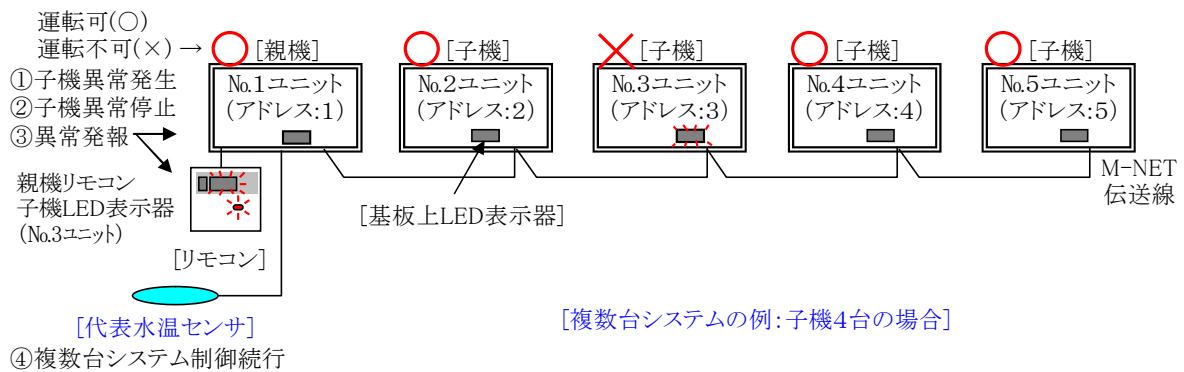 運転可(○)
運転不可(×)→
[親機]
[子機]
[子機]
[子機]
[子機]
①子機異常発生
②子機異常停止
③異常発報
№1ユニット
(アドレス:1)
№2ユニット
(アドレス:2)
№3ユニット
(アドレス:3)
№4ユニット
(アドレス:4)
№5ユニット
(アドレス:5)
親機リモコン
子機LED表示器
(№3ユニット)
[リモコン]
[基板上LED表示器]
M-NET
伝送線
[代表水温センサ]
[複数台システムの例:子機4台の場合]
④複数台システム制御続行